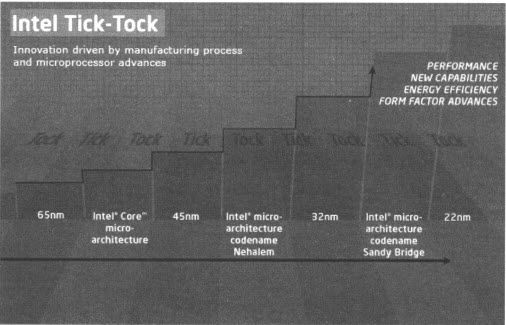 Intel Tick-Tock
Innovation driven by manufacturing process
and microprocessor advances
PERFORMANCE
NEW CAPABILITIES
ENERGY EFFICIENCY
FORM FACTOR ADVANCES
Tock Tick Tock Tick Tock Tick Tock Tick Tock
65nm
Intel® Core™
micro-
architecture
45nm
Intel® micro-
architecture
codename
Nehalem
32nm
Intel® micro-
architecture
codename
Sandy Bridge
22nm